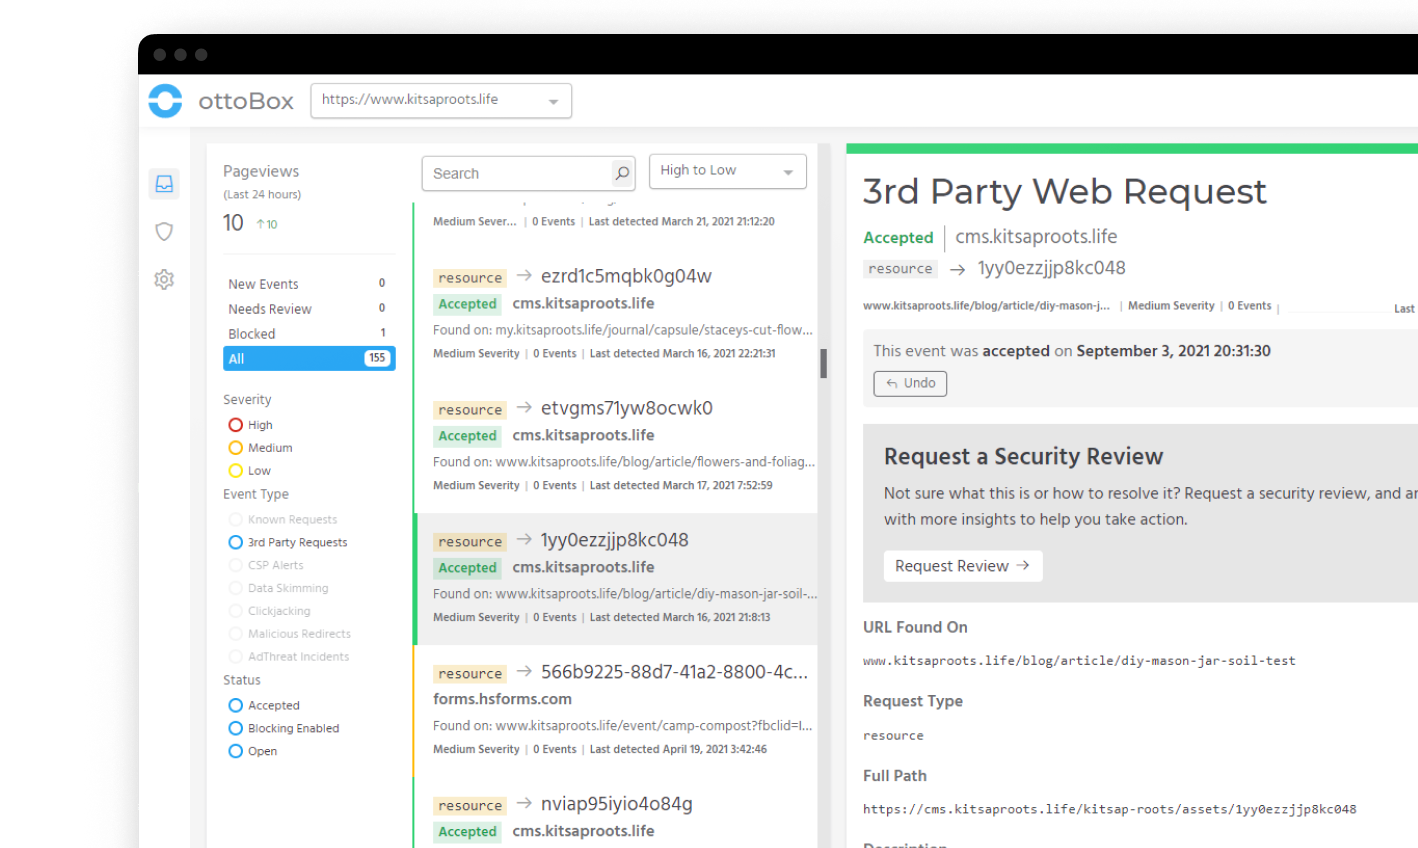 ottoBox
https://www.kitsaproots.life
Pageviews
(Last 24 hours)
10 ↑10
New Events 0
Needs Review 0
Blocked 1
All 155
Severity
High
Medium
Low
Event Type
Known Requests
3rd Party Requests
CSP Alerts
Data Skimming
Clickjacking
Malicious Redirects
AdThreat Incidents
Status
Accepted
Blocking Enabled
Open
Search
High to Low
Medium Sever... | 0 Events | Last detected March 21, 2021 21:12:20
resource → ezrd1c5mqbk0g04w
Accepted cms.kitsaproots.life
Found on: my.kitsaproots.life/journal/capsule/staceys-cut-flow...
Medium Severity | 0 Events | Last detected March 16, 2021 22:21:31
resource → etvgms71yw8ocwk0
Accepted cms.kitsaproots.life
Found on: www.kitsaproots.life/blog/article/flowers-and-foliag...
Medium Severity | 0 Events | Last detected March 17, 2021 7:52:59
resource → 1yy0ezzjjp8kc048
Accepted cms.kitsaproots.life
Found on: www.kitsaproots.life/blog/article/diy-mason-jar-soil-...
Medium Severity | 0 Events | Last detected March 16, 2021 21:8:13
resource → 566b9225-88d7-41a2-8800-4c...
forms.hsforms.com
Found on: www.kitsaproots.life/event/camp-compost?fbclid=I...
Medium Severity | 0 Events | Last detected April 19, 2021 3:42:46
resource → nviap95iyio4o84g
Accepted cms.kitsaproots.life
3rd Party Web Request
Accepted | cms.kitsaproots.life
resource → 1yy0ezzjjp8kc048
www.kitsaproots.life/blog/article/diy-mason-j... | Medium Severity | 0 Events | Last
This event was accepted on September 3, 2021 20:31:30
Undo
Request a Security Review
Not sure what this is or how to resolve it? Request a security review, and
with more insights to help you take action.
Request Review →
URL Found On
www.kitsaproots.life/blog/article/diy-mason-jar-soil-test
Request Type
resource
Full Path
https://cms.kitsaproots.life/kitsap-roots/assets/1yy0ezzjjp8kc048